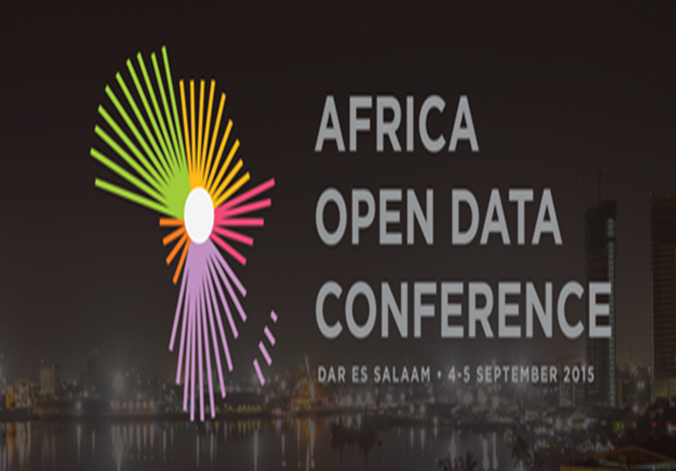 AFRICA
OPEN DATA
CONFERENCE
DAR ES SALAAM • 4-5 SEPTEMBER 2015